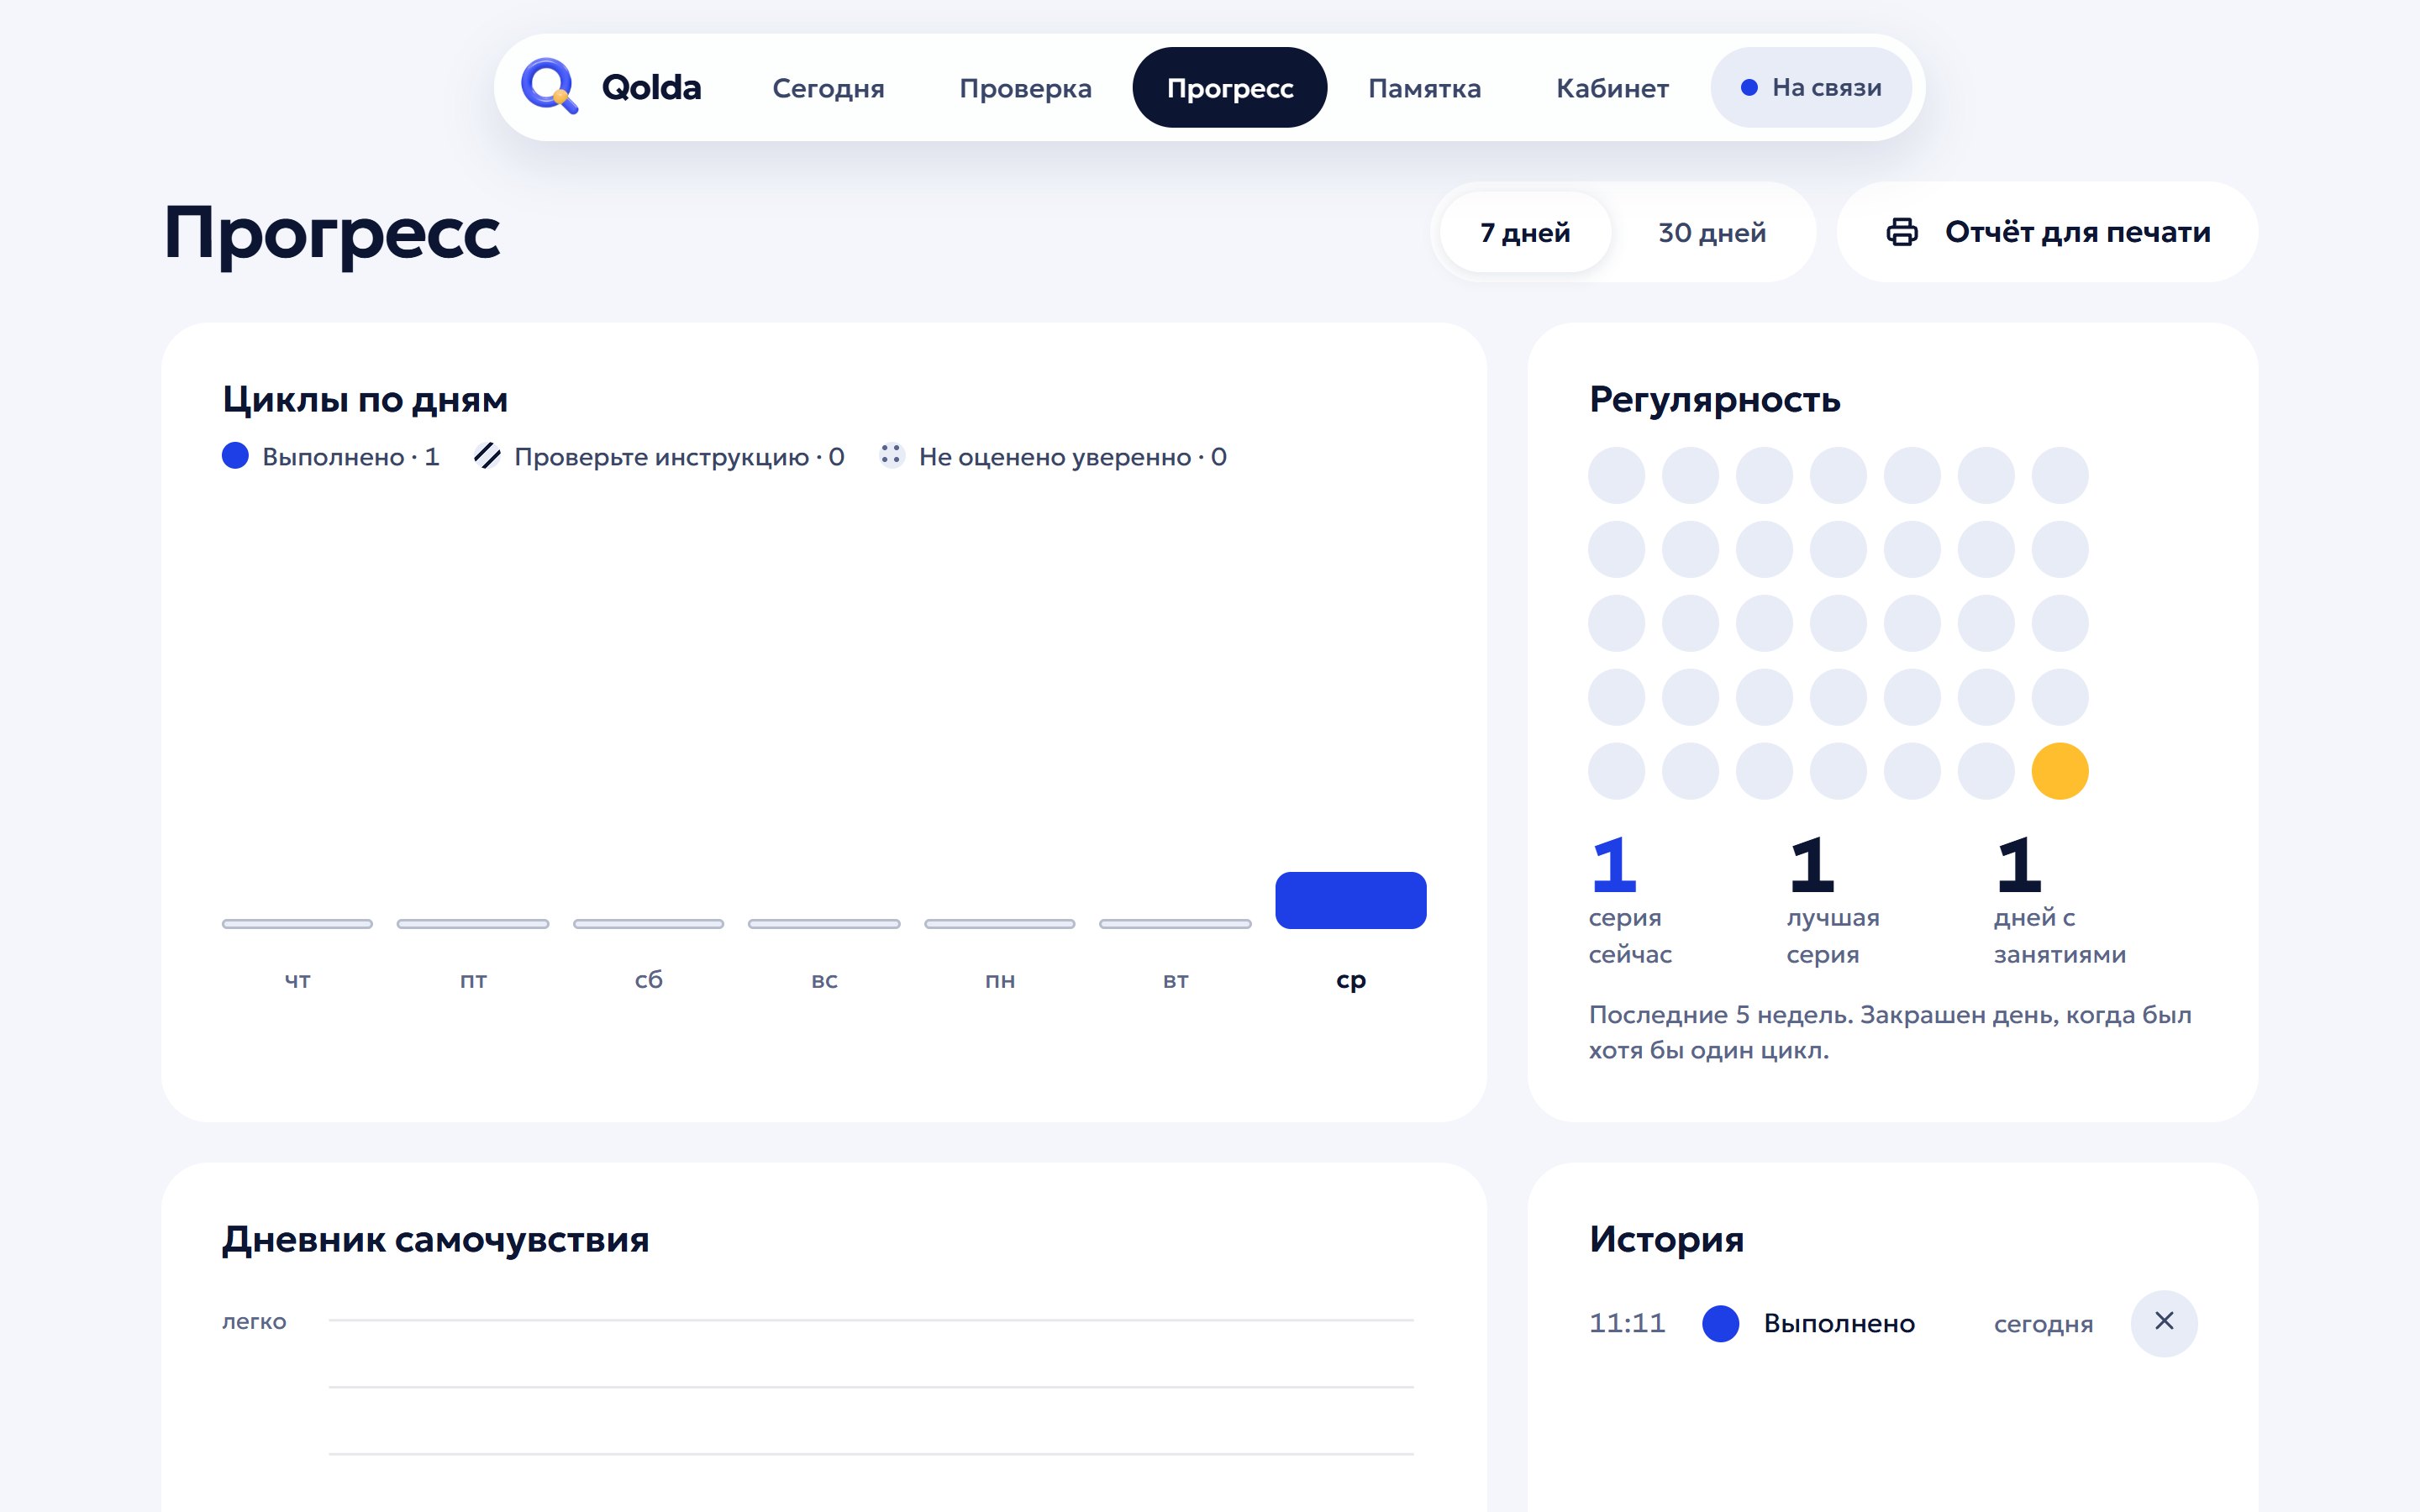 Qolda
Сегодня
Проверка
Прогресс
Памятка
Кабинет
На связи
Прогресс
7 дней
30 дней
Отчёт для печати
Циклы по дням
Выполнено · 1
Проверьте инструкцию · 0
Не оценено уверенно · 0
чт
пт
сб
вс
пн
вт
ср
Регулярность
1
серия
сейчас
1
лучшая
серия
1
дней с
занятиями
Последние 5 недель. Закрашен день, когда был
хотя бы один цикл.
Дневник самочувствия
легко
История
11:11
Выполнено
сегодня